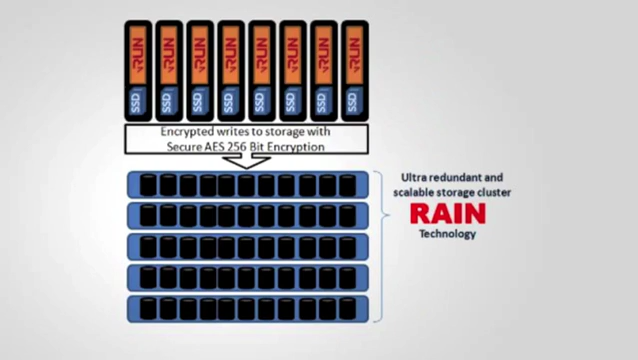 vRUN vRUN vRUN vRUN vRUN vRUN vRUN vRUN
SSD SSD SSD SSD SSD SSD SSD SSD
Encrypted writes to storage with
Secure AES 256 Bit Encryption
Ultra redundant and
scalable storage cluster
RAIN
Technology